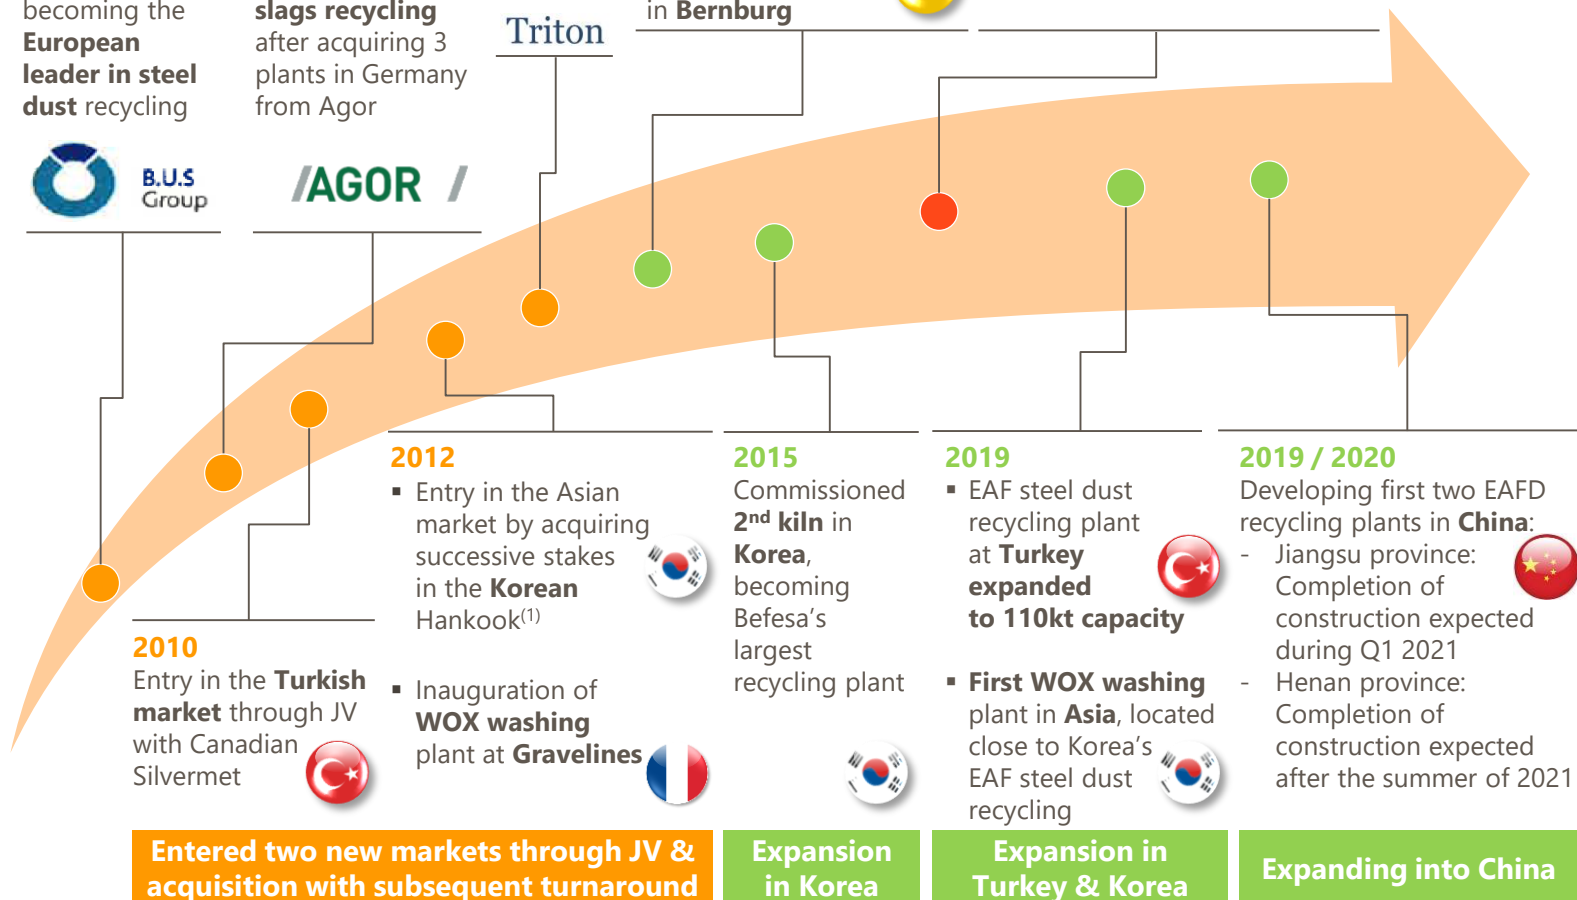 becoming the
European
leader in steel
dust recycling
B.U.S
Group
slags recycling
after acquiring 3
plants in Germany
from Agor
/AGOR /
Triton
in Bernburg
2010
Entry in the Turkish
market through JV
with Canadian
Silvermet
2012
▪ Entry in the Asian
market by acquiring
successive stakes
in the Korean
Hankook(1)
▪ Inauguration of
WOX washing
plant at Gravelines
2015
Commissioned
2nd kiln in
Korea,
becoming
Befesa’s
largest
recycling plant
2019
▪ EAF steel dust
recycling plant
at Turkey
expanded
to 110kt capacity
▪ First WOX washing
plant in Asia, located
close to Korea’s
EAF steel dust
recycling
2019 / 2020
Developing first two EAFD
recycling plants in China:
- Jiangsu province:
Completion of
construction expected
during Q1 2021
- Henan province:
Completion of
construction expected
after the summer of 2021
Entered two new markets through JV &
acquisition with subsequent turnaround
Expansion
in Korea
Expansion in
Turkey & Korea
Expanding into China